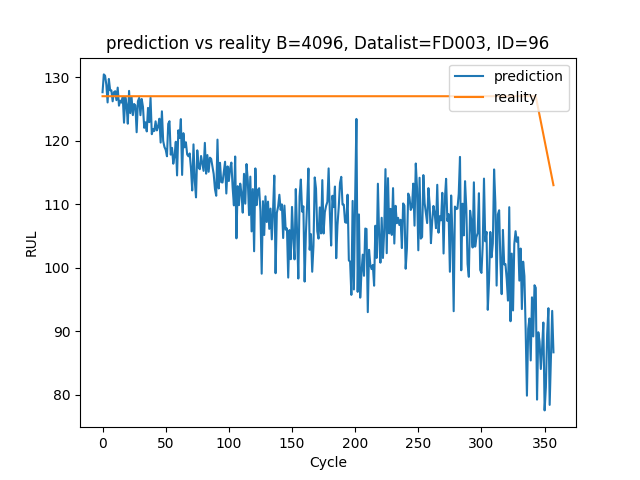 prediction vs reality B=4096, Datalist=FD003, ID=96
prediction
reality
130
120
110
100
90
80
RUL
0 50 100 150 200 250 300 350
Cycle